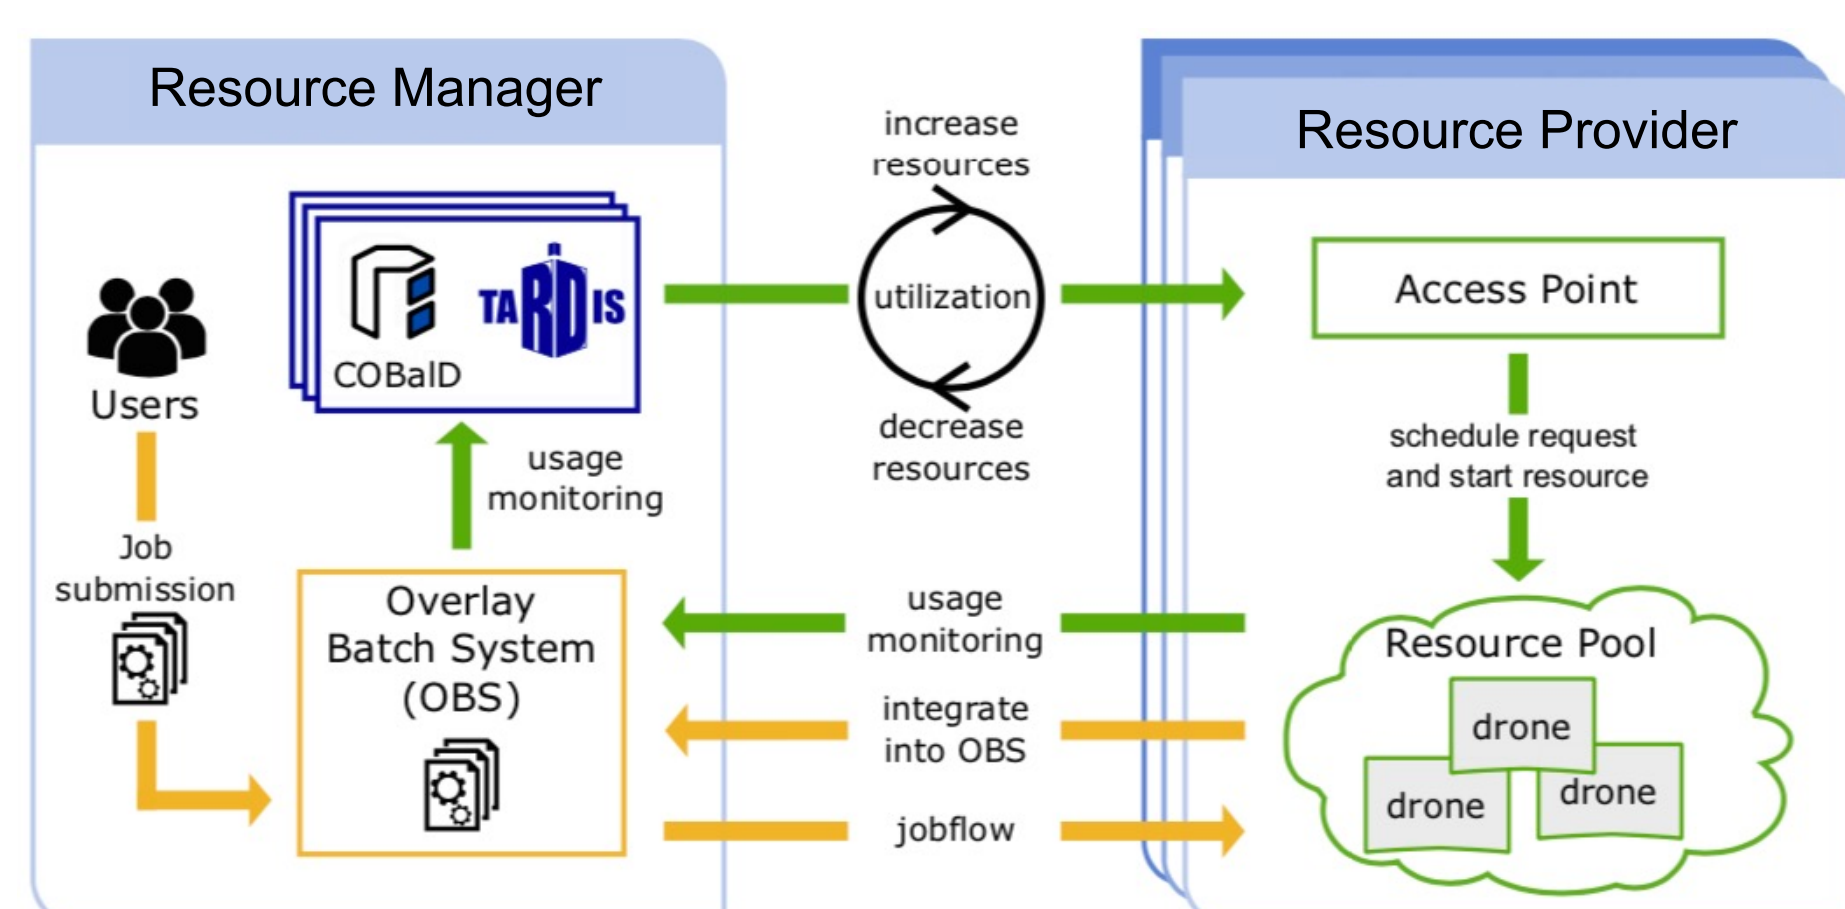 Resource Manager
Resource Provider
increase
resources
utilization
decrease
resources
COBalD
TARDIS
Users
usage
monitoring
Access Point
schedule request
and start resource
Job
submission
Overlay
Batch System
(OBS)
usage
monitoring
integrate
into OBS
jobflow
Resource Pool
drone
drone
drone